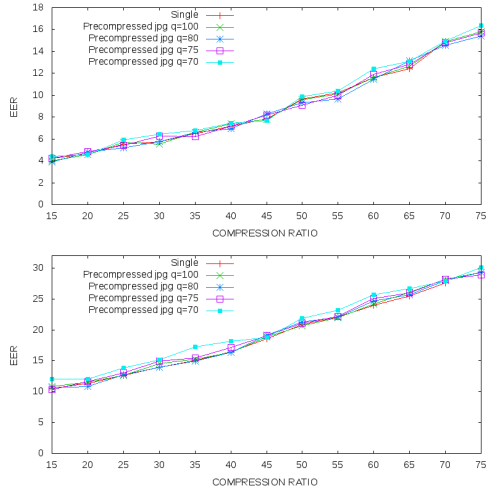 18
16
14
12
10
8
6
4
2
0
EER
Single
Precompressed jpg q=100
Precompressed jpg q=80
Precompressed jpg q=75
Precompressed jpg q=70
15 20 25 30 35 40 45 50 55 60 65 70 75
COMPRESSION RATIO
30
25
20
15
10
5
0
EER
Single
Precompressed jpg q=100
Precompressed jpg q=80
Precompressed jpg q=75
Precompressed jpg q=70
15 20 25 30 35 40 45 50 55 60 65 70 75
COMPRESSION RATIO